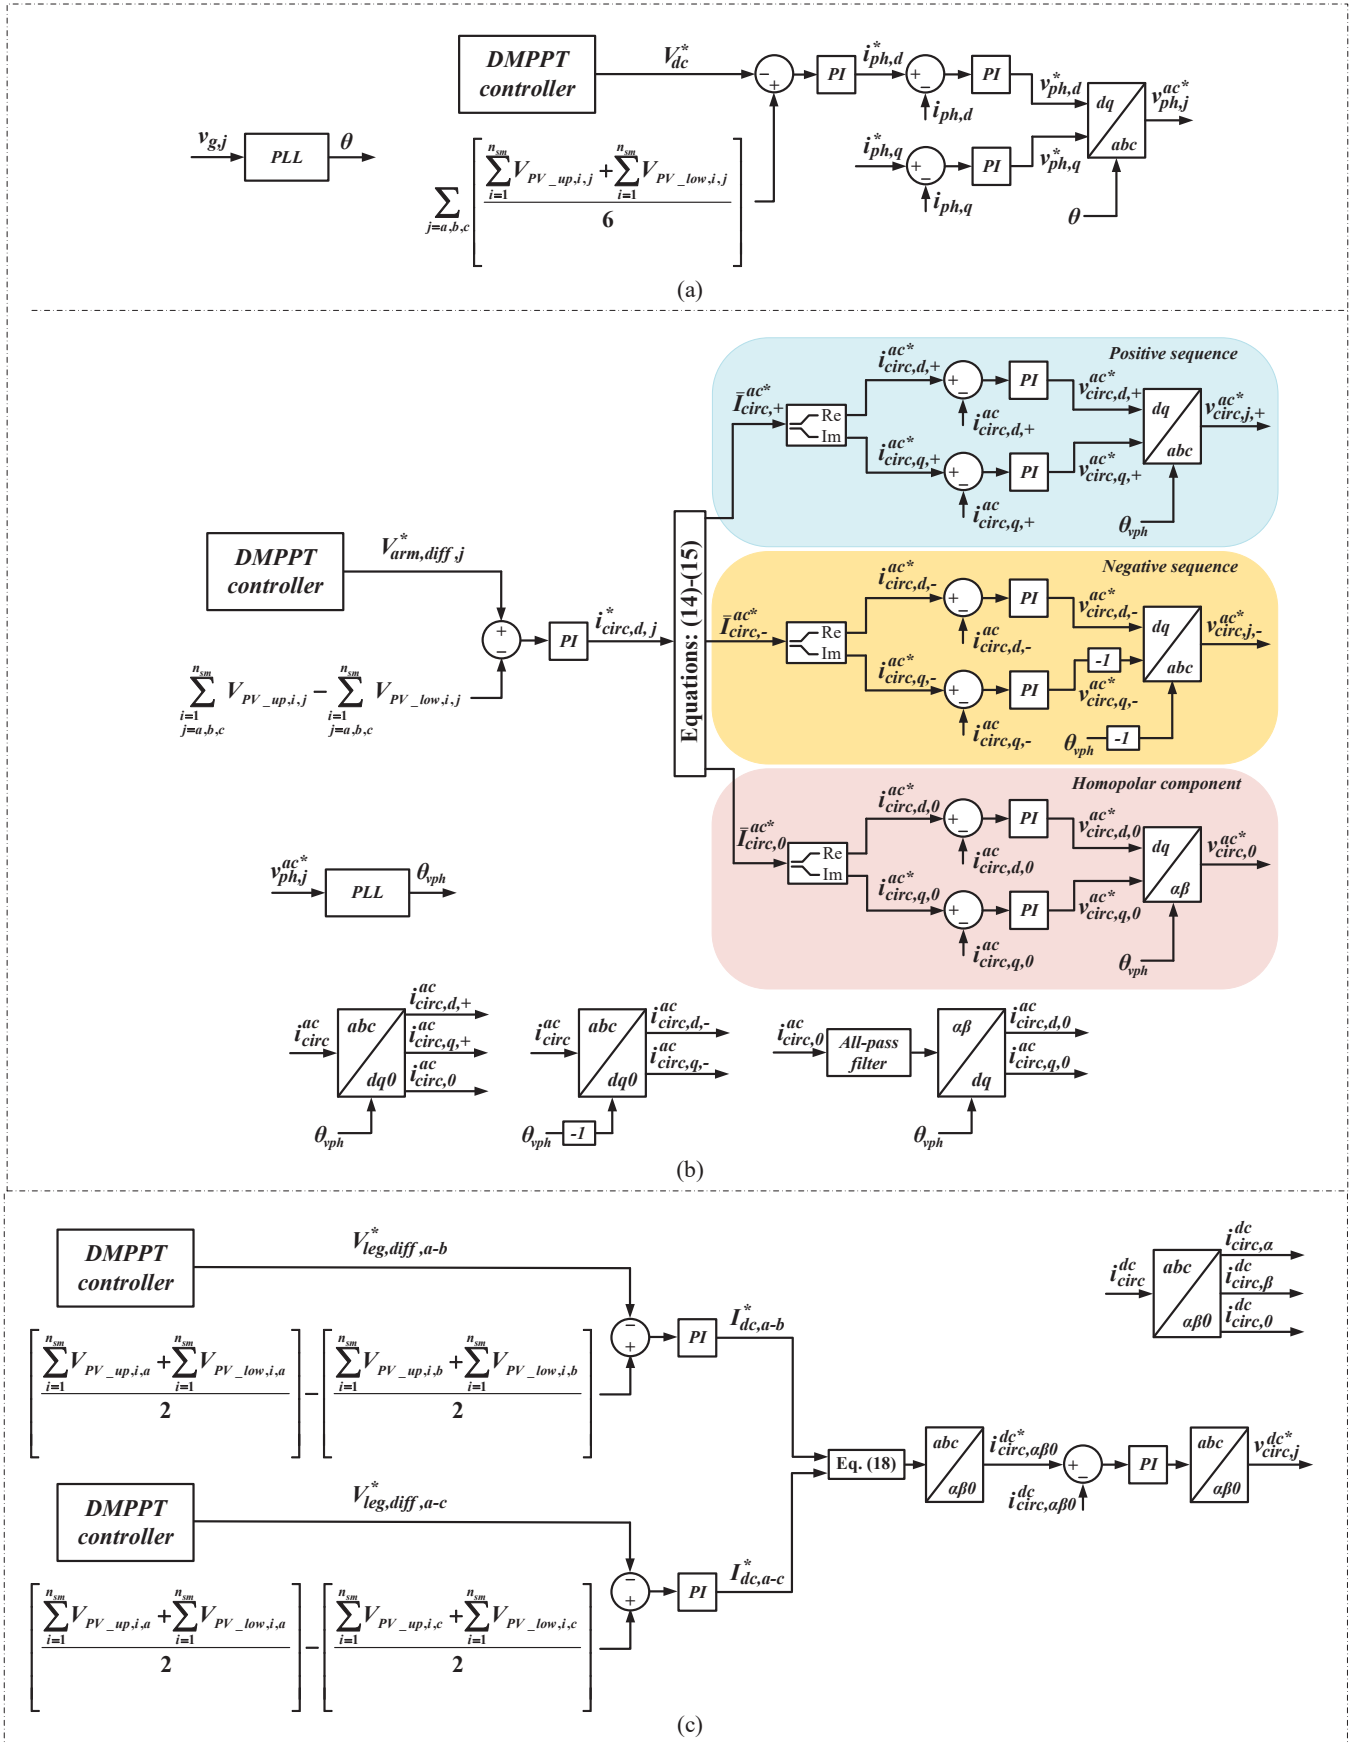 DMPPT controller
V*dc
− +
PI
i*ph,d
+ −
iph,d
PI
v*ph,d
dq
abc
vac*ph,j
vg,j
PLL
θ
i*ph,q
+ −
iph,q
PI
v*ph,q
θ
∑j=a,b,c [ (∑i=1^nsm VPV_up,i,j + ∑i=1^nsm VPV_low,i,j) / 6 ]
(a)
Positive sequence
Īac*circ,+
Re
Im
iac*circ,d,+
+ −
iaccirc,d,+
PI
vac*circ,d,+
iac*circ,q,+
+ −
iaccirc,q,+
PI
vac*circ,q,+
dq
abc
vac*circ,j,+
θvph
DMPPT controller
V*arm,diff,j
+ −
PI
i*circ,d,j
Equations: (14)-(15)
∑i=1 j=a,b,c^nsm VPV_up,i,j − ∑i=1 j=a,b,c^nsm VPV_low,i,j
Negative sequence
Īac*circ,-
Re
Im
iac*circ,d,-
+ −
iaccirc,d,-
PI
vac*circ,d,-
iac*circ,q,-
+ −
iaccirc,q,-
PI
-1
vac*circ,q,-
dq
abc
vac*circ,j,-
θvph
-1
Homopolar component
Īac*circ,0
Re
Im
iac*circ,d,0
+ −
iaccirc,d,0
PI
vac*circ,d,0
iac*circ,q,0
+ −
iaccirc,q,0
PI
vac*circ,q,0
dq
αβ
vac*circ,0
θvph
vac*ph,j
PLL
θvph
iaccirc
abc
dq0
iaccirc,d,+
iaccirc,q,+
iaccirc,0
θvph
iaccirc
abc
dq0
iaccirc,d,-
iaccirc,q,-
θvph
-1
iaccirc,0
All-pass filter
αβ
dq
iaccirc,d,0
iaccirc,q,0
θvph
(b)
DMPPT controller
V*leg,diff,a-b
− +
PI
I*dc,a-b
[ (∑i=1^nsm VPV_up,i,a + ∑i=1^nsm VPV_low,i,a) / 2 ] − [ (∑i=1^nsm VPV_up,i,b + ∑i=1^nsm VPV_low,i,b) / 2 ]
idccirc
abc
αβ0
idccirc,α
idccirc,β
idccirc,0
Eq. (18)
abc
αβ0
idc*circ,αβ0
+ −
idccirc,αβ0
PI
abc
αβ0
vdc*circ,j
DMPPT controller
V*leg,diff,a-c
− +
PI
I*dc,a-c
[ (∑i=1^nsm VPV_up,i,a + ∑i=1^nsm VPV_low,i,a) / 2 ] − [ (∑i=1^nsm VPV_up,i,c + ∑i=1^nsm VPV_low,i,c) / 2 ]
(c)